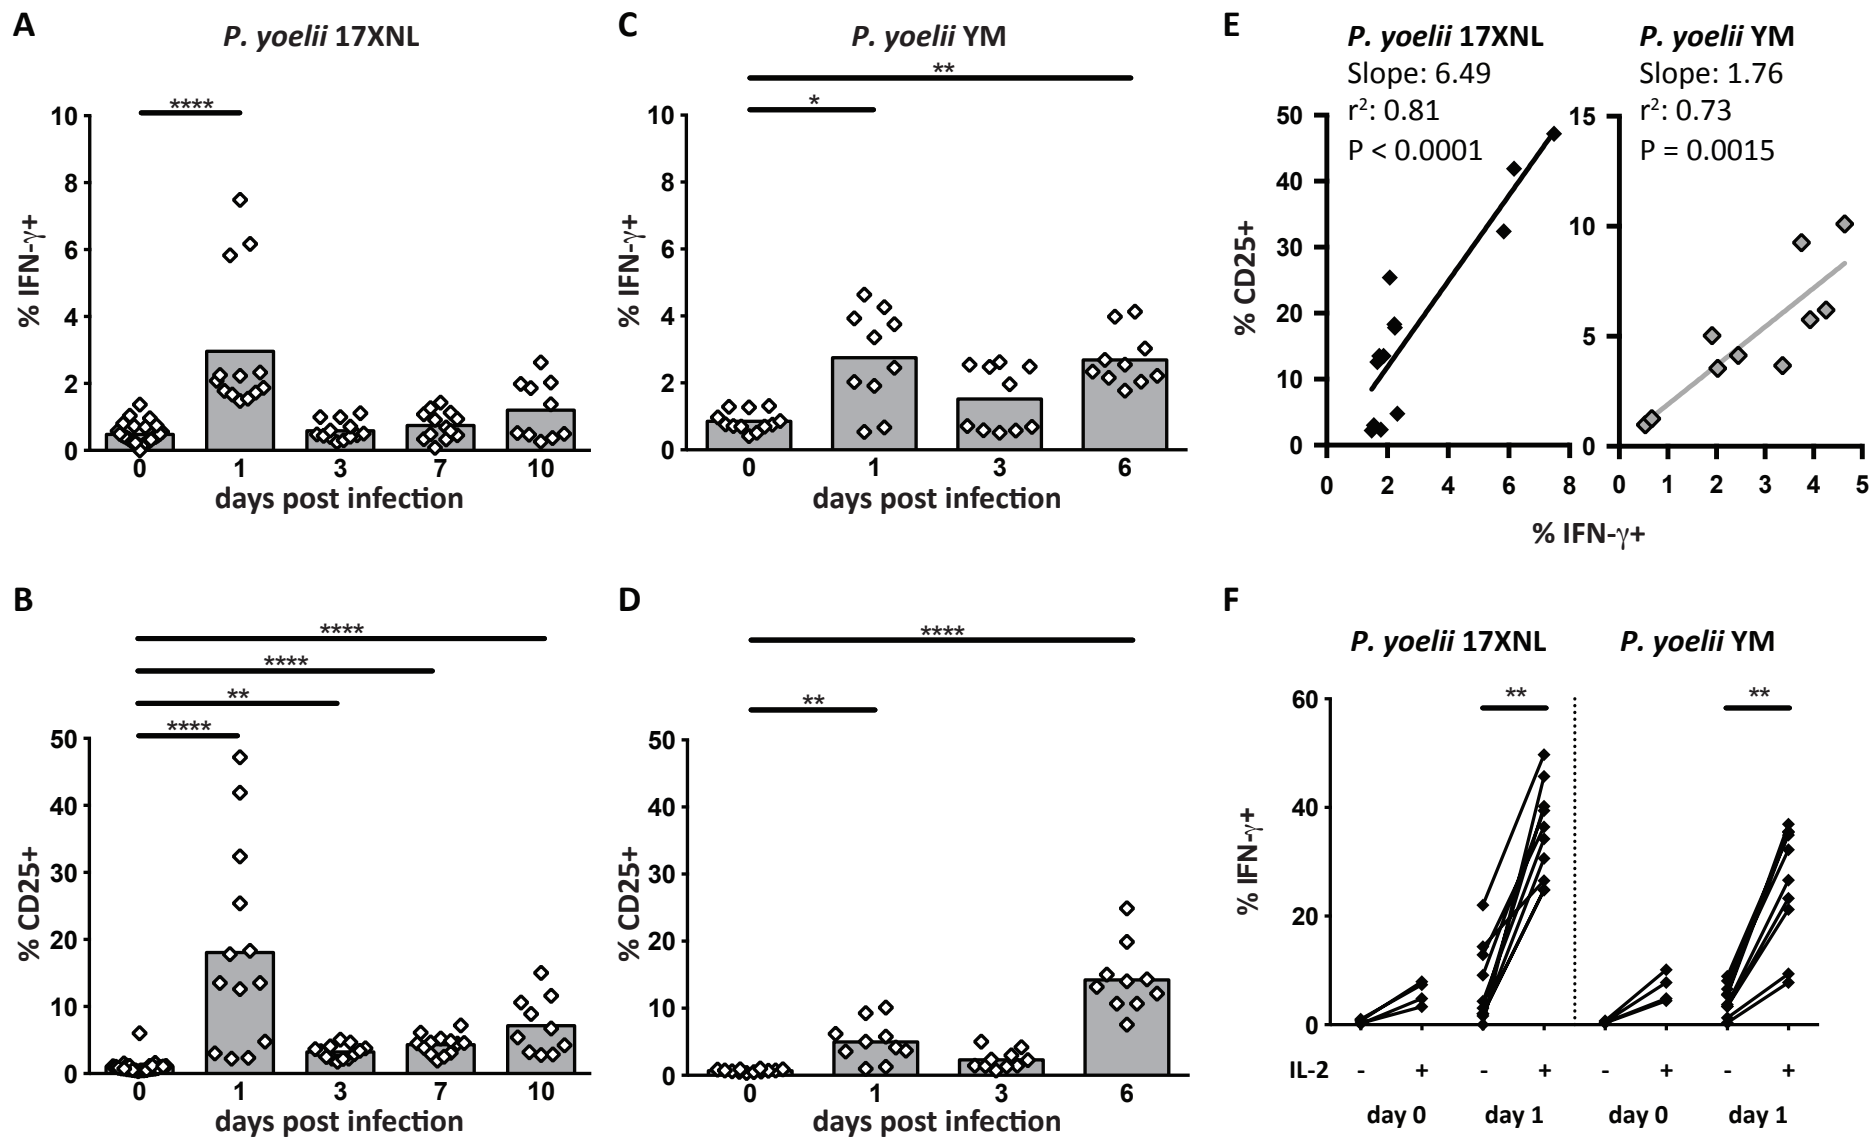 A
P. yoelii 17XNL
****
% IFN-γ+
10
8
6
4
2
0
0 1 3 7 10
days post infection
C
P. yoelii YM
**
*
% IFN-γ+
10
8
6
4
2
0
0 1 3 6
days post infection
E
P. yoelii 17XNL
Slope: 6.49
r²: 0.81
P < 0.0001
% CD25+
50
40
30
20
10
0
0 2 4 6 8
P. yoelii YM
Slope: 1.76
r²: 0.73
P = 0.0015
15
10
5
0
0 1 2 3 4 5
% IFN-γ+
B
****
****
**
****
% CD25+
50
40
30
20
10
0
0 1 3 7 10
days post infection
D
****
**
% CD25+
50
40
30
20
10
0
0 1 3 6
days post infection
F
P. yoelii 17XNL P. yoelii YM
** **
% IFN-γ+
60
40
20
0
IL-2 - + - + - + - +
day 0 day 1 day 0 day 1